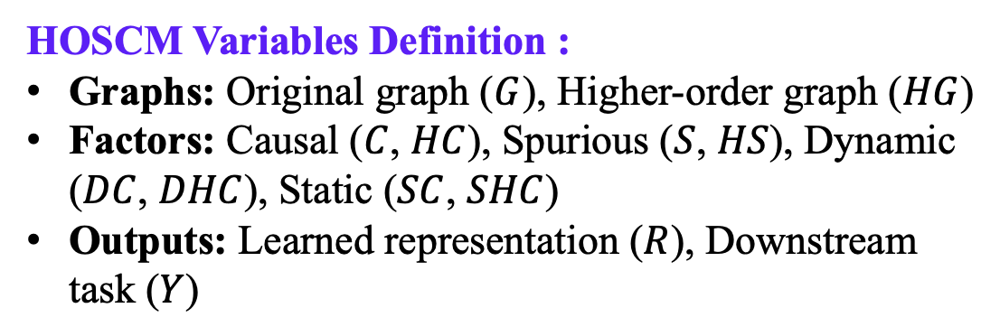 HOSCM Variables Definition :
• Graphs: Original graph (G), Higher-order graph (HG)
• Factors: Causal (C, HC), Spurious (S, HS), Dynamic
(DC, DHC), Static (SC, SHC)
• Outputs: Learned representation (R), Downstream
task (Y)